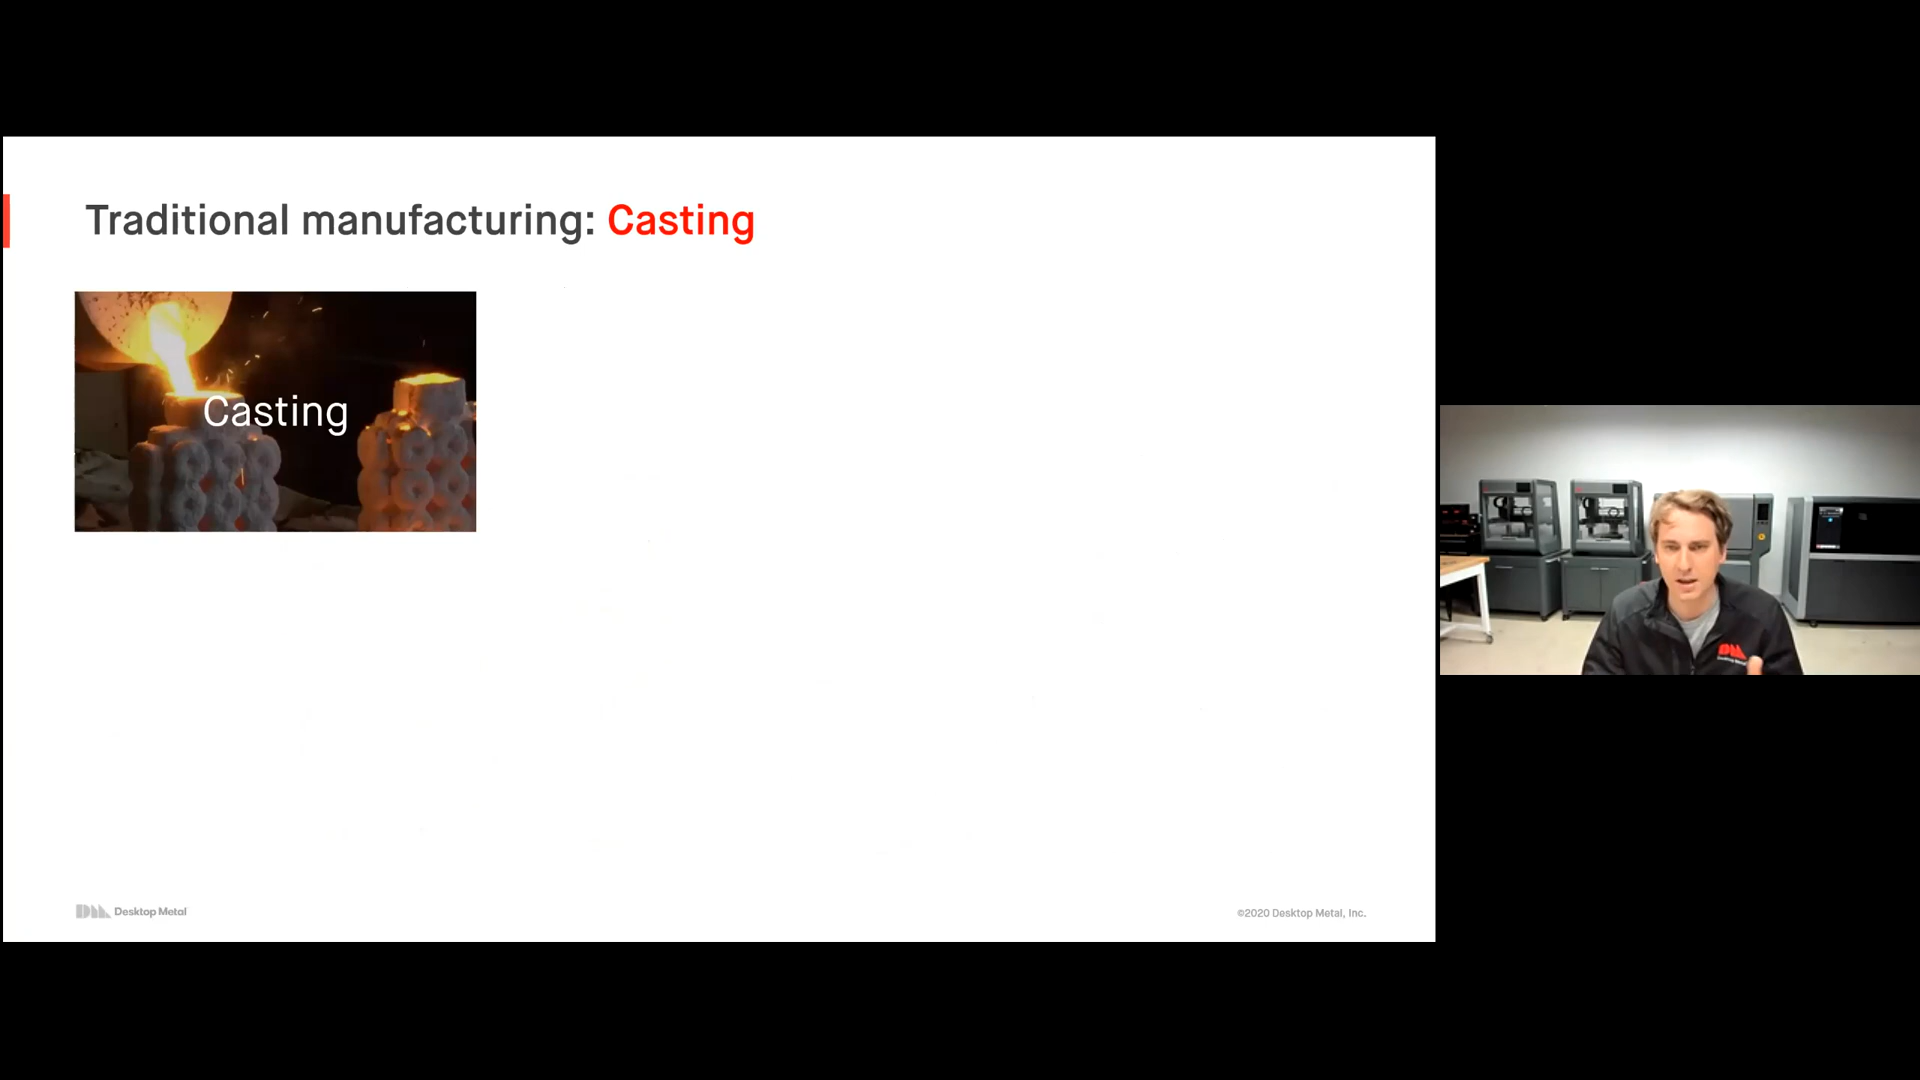 Traditional manufacturing: Casting
Casting
Desktop Metal
©2020 Desktop Metal, Inc.